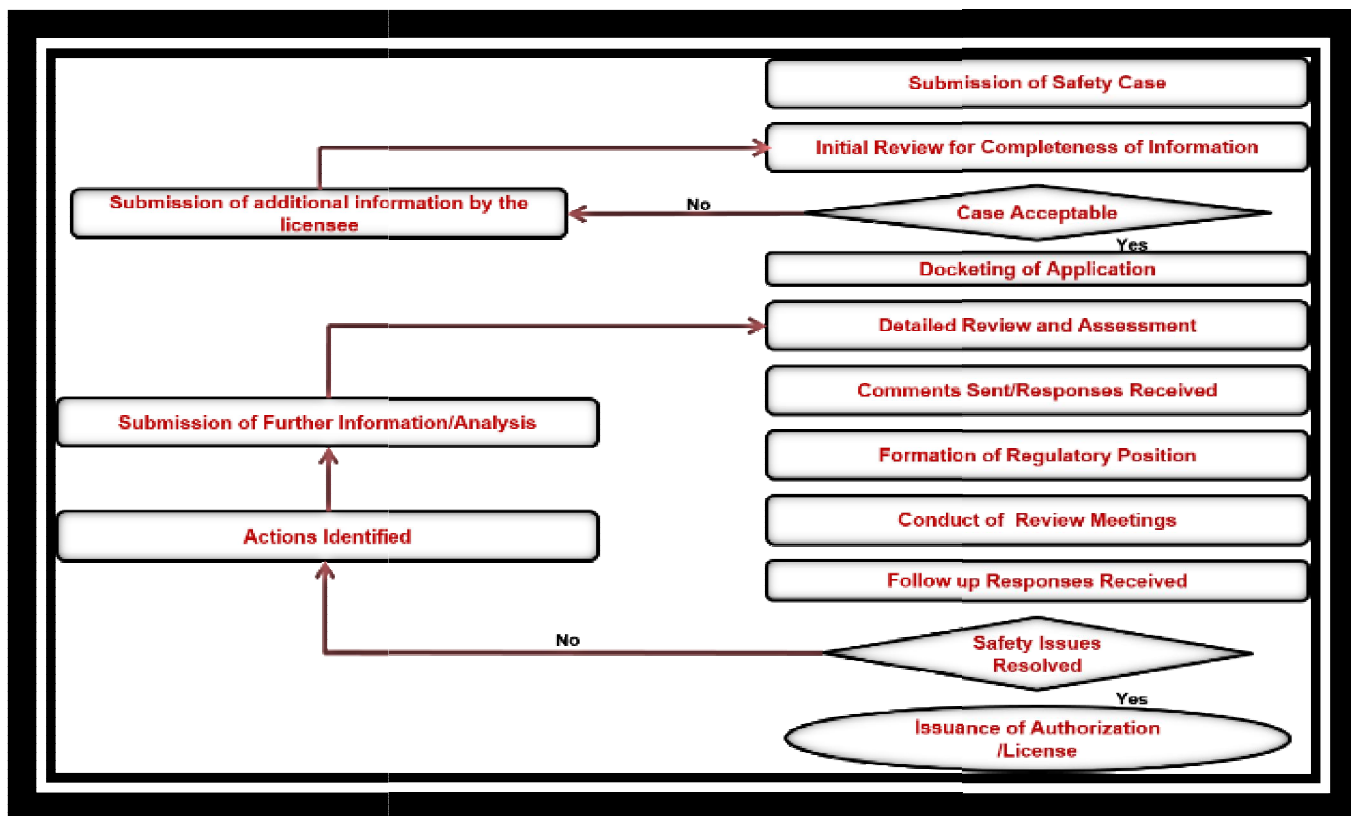 Submission of Safety Case
Initial Review for Completeness of Information
Submission of additional information by the
licensee
No
Case Acceptable
Yes
Docketing of Application
Detailed Review and Assessment
Comments Sent/Responses Received
Submission of Further Information/Analysis
Formation of Regulatory Position
Conduct of Review Meetings
Actions Identified
Follow up Responses Received
No
Safety Issues
Resolved
Yes
Issuance of Authorization
/License